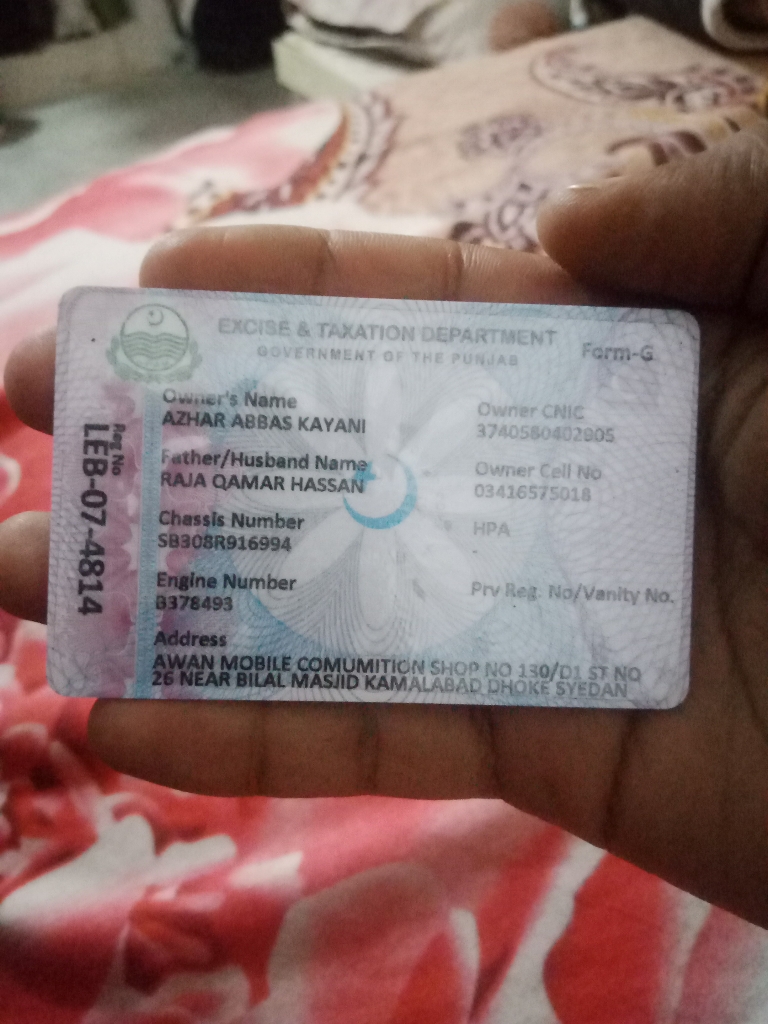 EXCISE & TAXATION DEPARTMENT
GOVERNMENT OF THE PUNJAB
Form-G
Reg No
LEB-07-4814
Owner's Name
AZHAR ABBAS KAYANI
Owner CNIC
3740580402905
Father/Husband Name
RAJA QAMAR HASSAN
Owner Cell No
03416575018
Chassis Number
SB308R916994
HPA
Engine Number
B378493
Prv Reg. No/Vanity No.
Address
AWAN MOBILE COMUMITION SHOP NO 130/D1 ST NO
26 NEAR BILAL MASJID KAMALABAD DHOKE SYEDAN